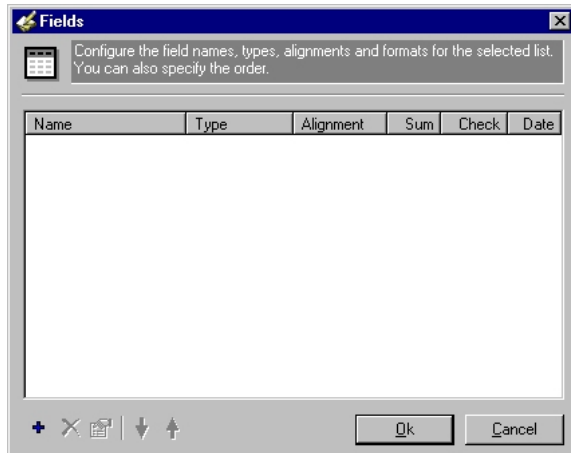 Fields
Configure the field names, types, alignments and formats for the selected list.
You can also specify the order.
Name Type Alignment Sum Check Date
Ok Cancel